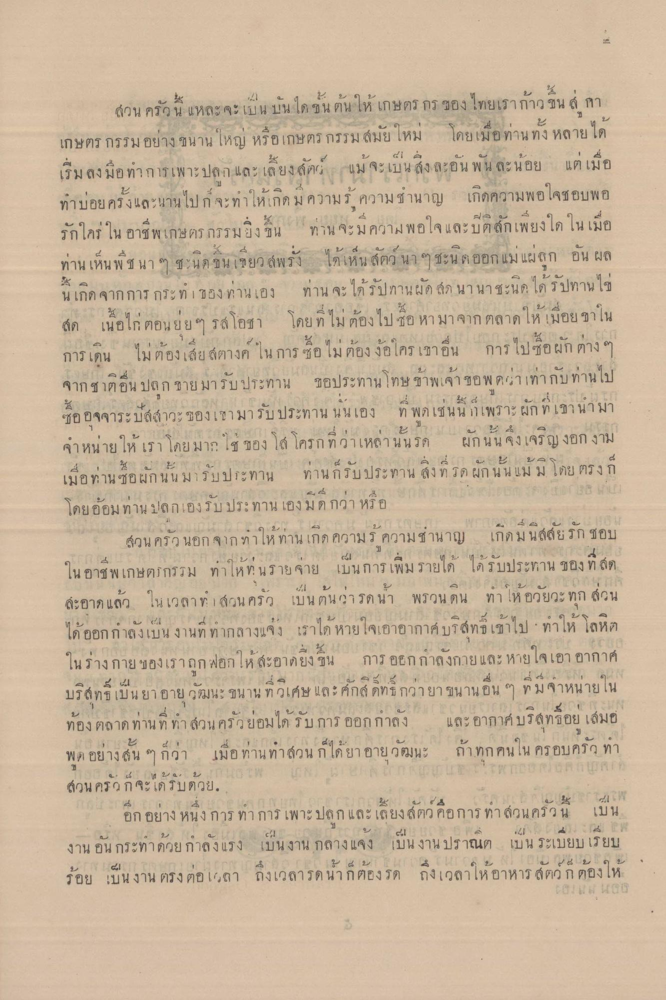 สวนครัวนี้แหละจะเป็นบันไดขั้นต้นให้เกษตรกรของไทยเราก้าวขึ้นสู่กา
เกษตรกรรมอย่างขนานใหญ่ หรือเกษตรกรรมสมัยใหม่ โดยเมื่อท่านทั้งหลายได้
เริ่มลงมือทำการเพาะปลูกและเลี้ยงสัตว์ แม้จะเป็นสิ่งละอันพันละน้อย แต่เมื่อ
ทำบ่อยครั้งและนานไปก็จะทำให้เกิดมีความรู้ความชำนาญ เกิดความพอใจชอบพอ
รักใคร่ในอาชีพเกษตรกรรมยิ่งขึ้น ท่านจะมีความพอใจและปีติสักเพียงใดในเมื่อ
ท่านเห็นพืชนาๆชะนิดขึ้นเขียวสพรั่ง ได้เห็นสัตว์นาๆชะนิดออกแม่แผ่ลูก อันผล
นี้เกิดจากการกระทำของท่านเอง ท่านจะได้รัปทานผัดสดนานาชะนิดได้รัปทานไข่
สด เนื้อไก่ตอนยุ่ยๆรสโอชา โดยที่ไม่ต้องไปซื้อหามาจากตลาดให้เมื่อยขาใน
การเดิน ไม่ต้องเสียสตางค์ในการซื้อไม่ต้องง้อใครเขาอื่น การไปซื้อผักต่างๆ
จากชาติอื่นปลูกขายมารับประทาน ขอประทานโทษข้าพเจ้าขอพูดว่าเท่ากับท่านไป
ซื้ออุจจาระปัสสาวะของเขามารับประทานนั่นเอง ที่พูดเช่นนี้ก็เพราะผักที่เขานำมา
จำหน่ายให้เราโดยมากใช้ของโสโครกที่ว่าเหล่านั้นรด ผักนั้นจึงเจริญงอกงาม
เมื่อท่านซื้อผักนั้นมารับประทาน ท่านก็รับประทานสิ่งที่รดผักนั้นแม้มิโดยตรงก็
โดยอ้อมท่านปลูกเองรับประทานเองมิดีกว่าหรือ
สวนครัวนอกจากทำให้ท่านเกิดความรู้ความชำนาญ เกิดมีนิสสัยรักชอบ
ในอาชีพเกษตรกรรม ทำให้ทุ่นรายจ่าย เป็นการเพิ่มรายได้ ได้รับประทานของที่สด
สะอาดแล้ว ในเวลาทำสวนครัว เป็นต้นว่ารดน้ำ พรวนดิน ทำให้อวัยวะทุกส่วน
ได้ออกกำลังเป็นงานที่ทำกลางแจ้ง เราได้หายใจเอาอากาศบริสุทธิ์เข้าไป ทำให้โลหิต
ในร่างกายของเราถูกฟอกให้สะอาดยิ่งขึ้น การออกกำลังกายและหายใจเอาอากาศ
บริสุทธิ์เป็นยาอายุวัฒนะขนานที่วิเศษและศักสิ์ดิ์ทธิ์กว่ายาขนานอื่นๆที่มีจำหน่ายใน
ท้องตลาดท่านที่ทำสวนครัวย่อมได้รับการออกกำลัง และอากาศบริสุทธิ์อยู่เสมอ
พูดอย่างสั้นๆก็ว่า เมื่อท่านทำสวนก็ได้ยาอายุวัฒนะ ถ้าทุกคนในครอบครัวทำ
สวนครัวก็จะได้รับด้วย.
อีกอย่างหนึ่งการทำการเพาะปลูกและเลี้ยงสัตว์คือการทำสวนครัวนี้ เป็น
งานอันกระทำด้วยกำลังแรง เป็นงานกลางแจ้ง เป็นงานปราณีต เป็นระเบียบเรียบ
ร้อย เป็นงานตรงต่อเวลา ถึงเวลารดน้ำก็ต้องรด ถึงเวลาให้อาหารสัตว์ก็ต้องให้